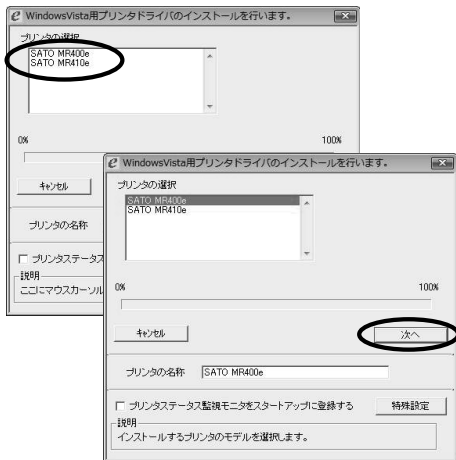 WindowsVista用プリンタドライバのインストールを行います。
プリンタの選択
SATO MR400e
SATO MR410e
0%
100%
キャンセル
プリンタの名称
プリンタステータス
説明
ここにマウスカーソル
WindowsVista用プリンタドライバのインストールを行います。
プリンタの選択
SATO MR400e
SATO MR410e
0%
100%
キャンセル
次へ
プリンタの名称 SATO MR400e
プリンタステータス監視モニタをスタートアップに登録する 特殊設定
説明
インストールするプリンタのモデルを選択します。